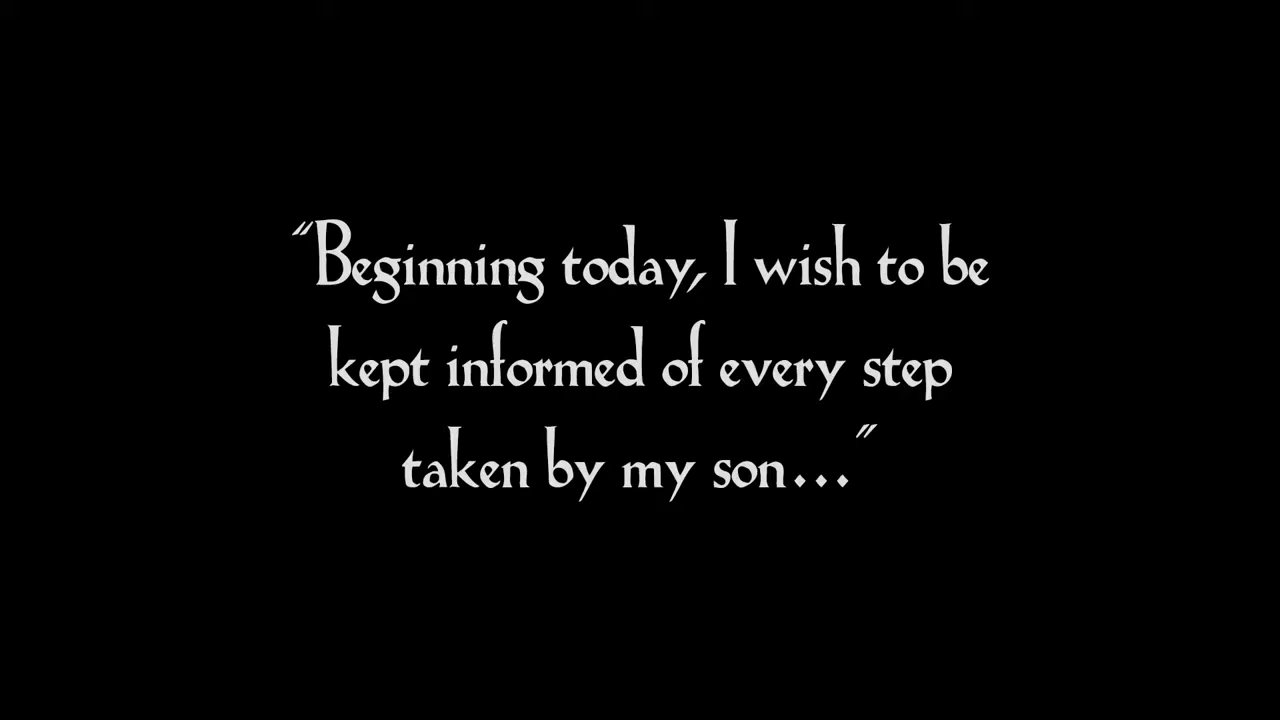 "Beginning today, I wish to be
kept informed of every step
taken by my son..."